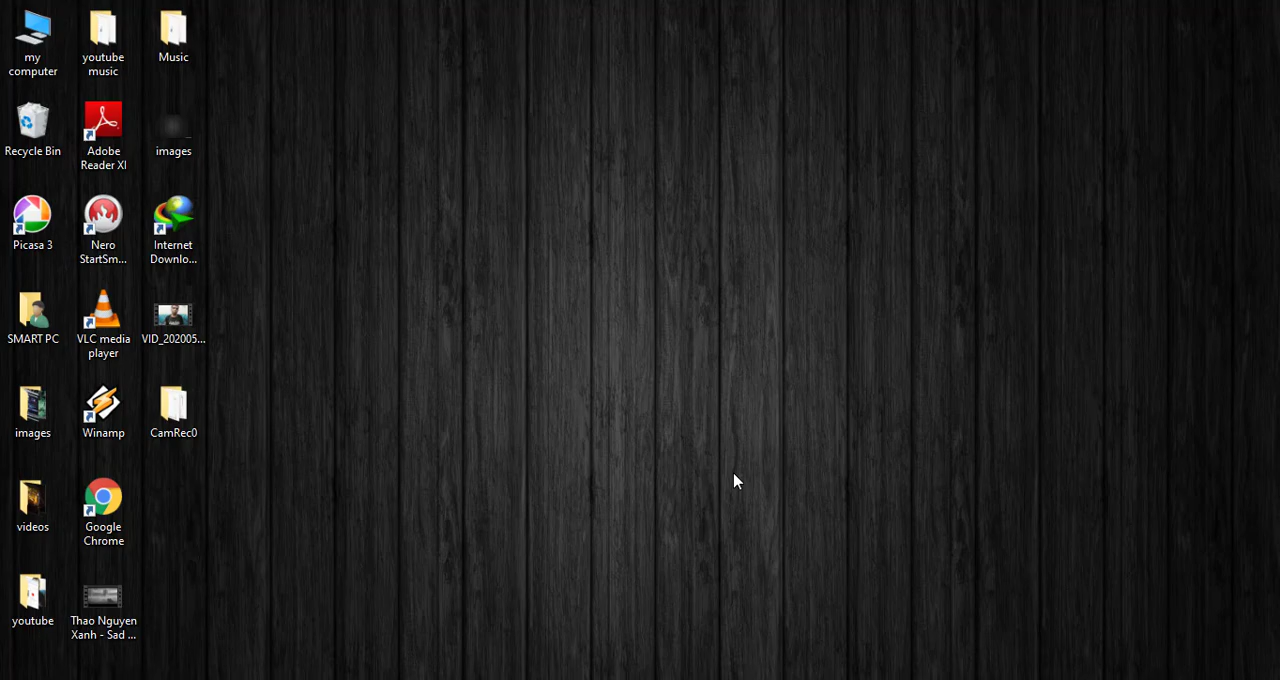 my
computer
youtube
music
Music
Recycle Bin
Adobe
Reader XI
images
Picasa 3
Nero
StartSm...
Internet
Downlo...
SMART PC
VLC media
player
VID_202005...
images
Winamp
CamRec0
videos
Google
Chrome
youtube
Thao Nguyen
Xanh - Sad ...